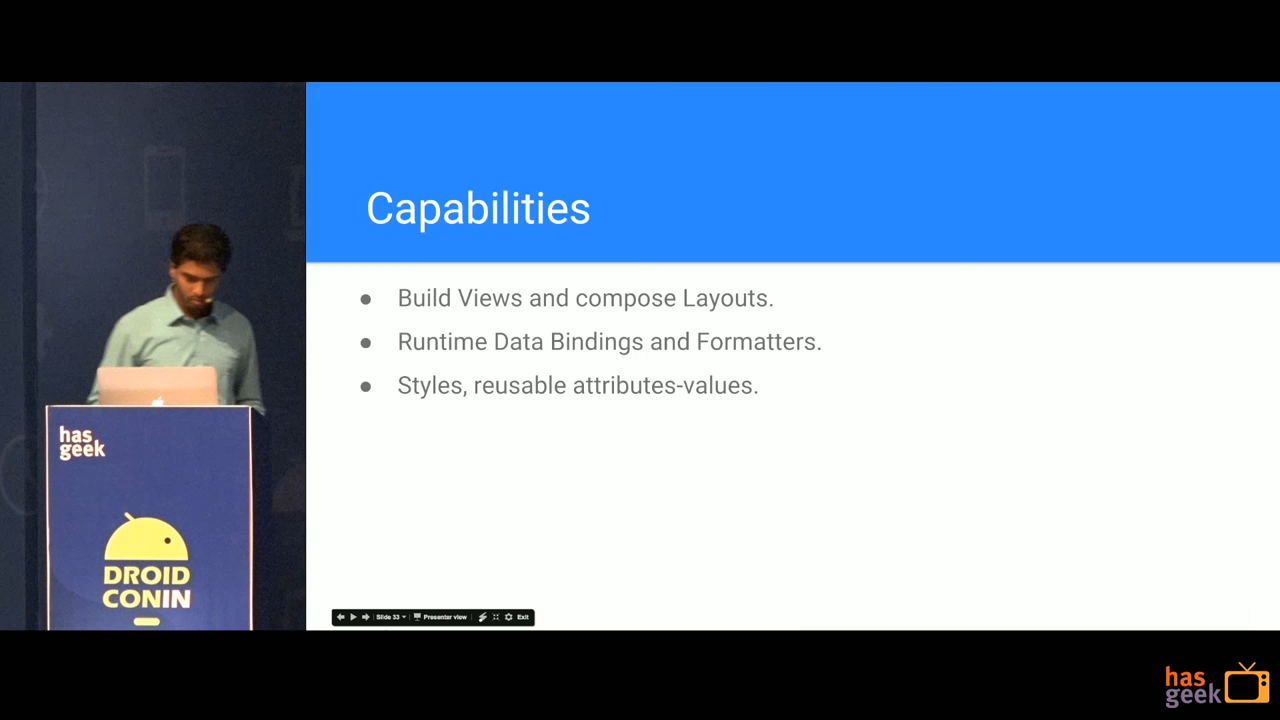 Capabilities
● Build Views and compose Layouts.
● Runtime Data Bindings and Formatters.
● Styles, reusable attributes-values.
has
geek
DROID
CONIN
Slide 33 Presenter view Exit
has
geek